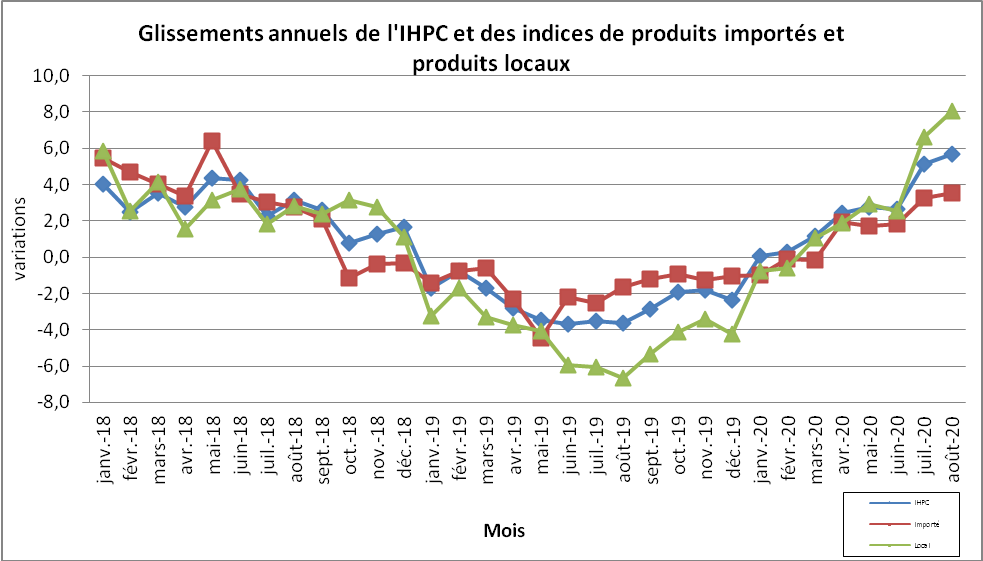 Glissements annuels de l'IHPC et des indices de produits importés et
produits locaux
10,0
8,0
6,0
4,0
2,0
0,0
-2,0
-4,0
-6,0
-8,0
variations
janv.-18
févr.-18
mars-18
avr.-18
mai-18
juin-18
juil.-18
août-18
sept.-18
oct.-18
nov.-18
déc.-18
janv.-19
févr.-19
mars-19
avr.-19
mai-19
juin-19
juil.-19
août-19
sept.-19
oct.-19
nov.-19
déc.-19
janv.-20
févr.-20
mars-20
avr.-20
mai-20
juin-20
juil.-20
août-20
Mois
IHPC
Importé
Local